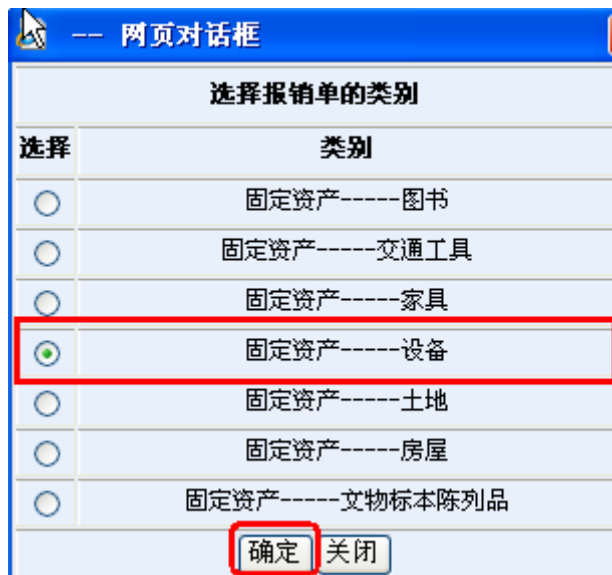 -- 网页对话框
选择报销单的类别
选择 类别
固定资产-----图书
固定资产-----交通工具
固定资产-----家具
固定资产-----设备
固定资产-----土地
固定资产-----房屋
固定资产-----文物标本陈列品
确定 关闭